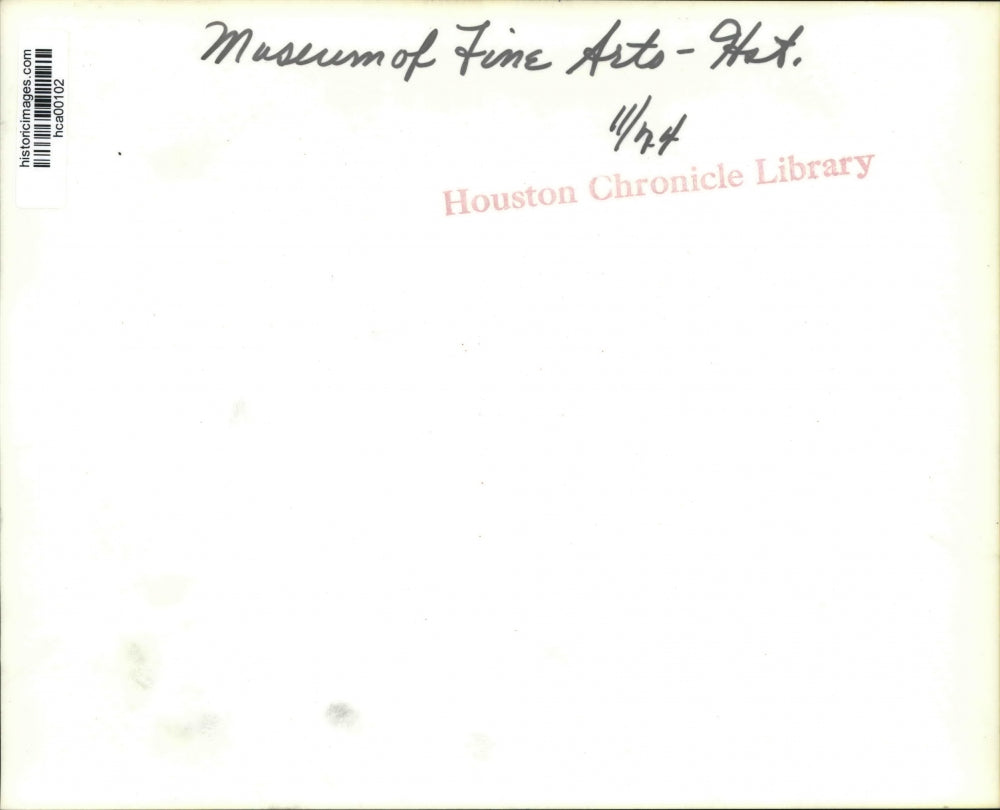 Museum of Fine Arts - Hst.
11/74
Houston Chronicle Library
historicimages.com
hca00102